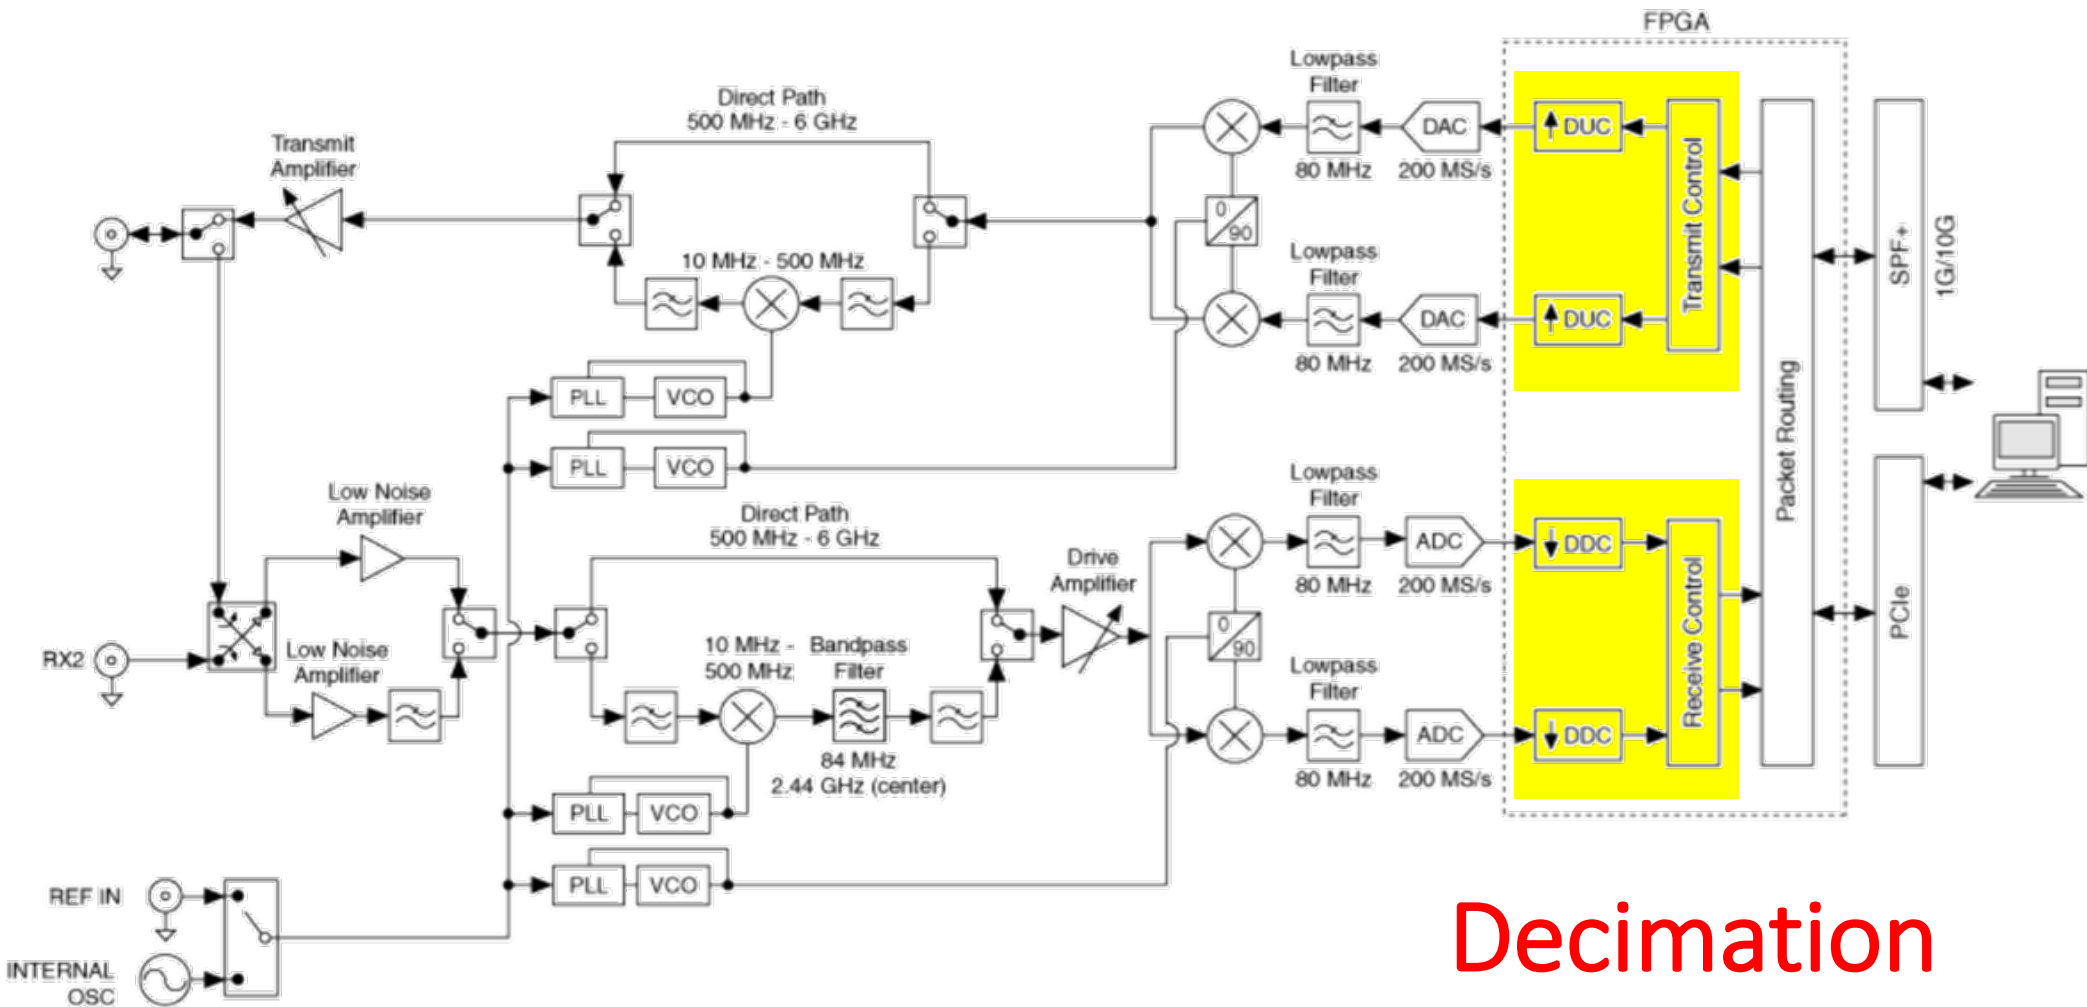 FPGA
Lowpass
Filter
Direct Path
500 MHz - 6 GHz
DAC
DUC
Transmit
Amplifier
80 MHz
200 MS/s
Transmit Control
0
90
SPF+
1G/10G
10 MHz - 500 MHz
Lowpass
Filter
DAC
DUC
80 MHz
200 MS/s
PLL
VCO
Packet Routing
PLL
VCO
Low Noise
Amplifier
Direct Path
500 MHz - 6 GHz
Lowpass
Filter
Drive
Amplifier
ADC
DDC
80 MHz
200 MS/s
Receive Control
PCIe
0
90
RX2
Low Noise
Amplifier
10 MHz -
500 MHz
Bandpass
Filter
Lowpass
Filter
ADC
DDC
84 MHz
2.44 GHz (center)
80 MHz
200 MS/s
PLL
VCO
PLL
VCO
REF IN
INTERNAL
OSC
Decimation